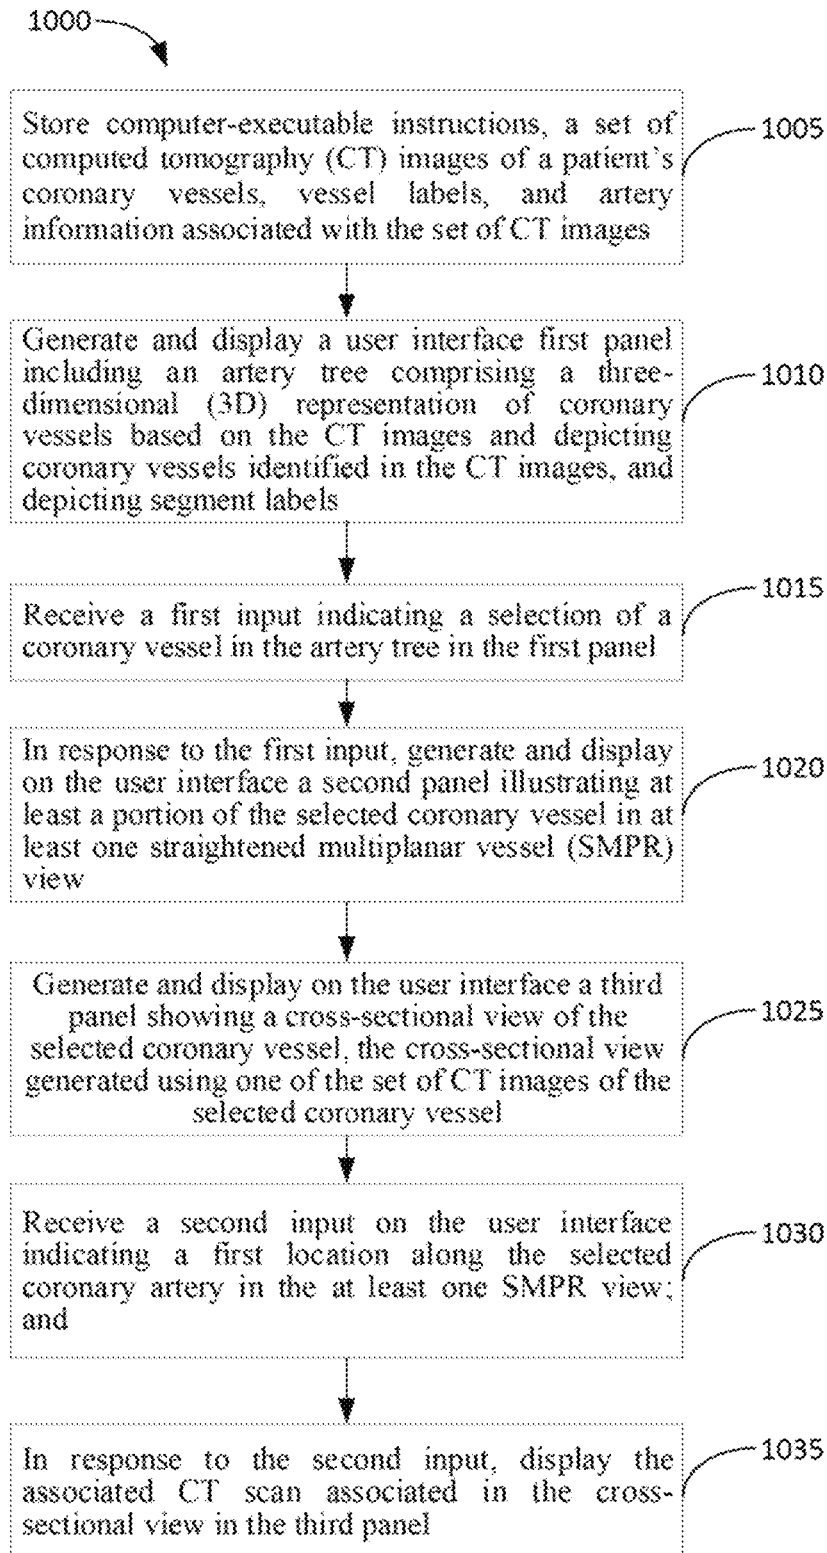 1000
Store computer-executable instructions, a set of
computed tomography (CT) images of a patient's
coronary vessels, vessel labels, and artery
information associated with the set of CT images
1005
Generate and display a user interface first panel
including an artery tree comprising a three-
dimensional (3D) representation of coronary
vessels based on the CT images and depicting
coronary vessels identified in the CT images, and
depicting segment labels
1010
Receive a first input indicating a selection of a
coronary vessel in the artery tree in the first panel
1015
In response to the first input, generate and display
on the user interface a second panel illustrating at
least a portion of the selected coronary vessel in at
least one straightened multiplanar vessel (SMPR)
view
1020
Generate and display on the user interface a third
panel showing a cross-sectional view of the
selected coronary vessel, the cross-sectional view
generated using one of the set of CT images of the
selected coronary vessel
1025
Receive a second input on the user interface
indicating a first location along the selected
coronary artery in the at least one SMPR view;
and
1030
In response to the second input, display the
associated CT scan associated in the cross-
sectional view in the third panel
1035